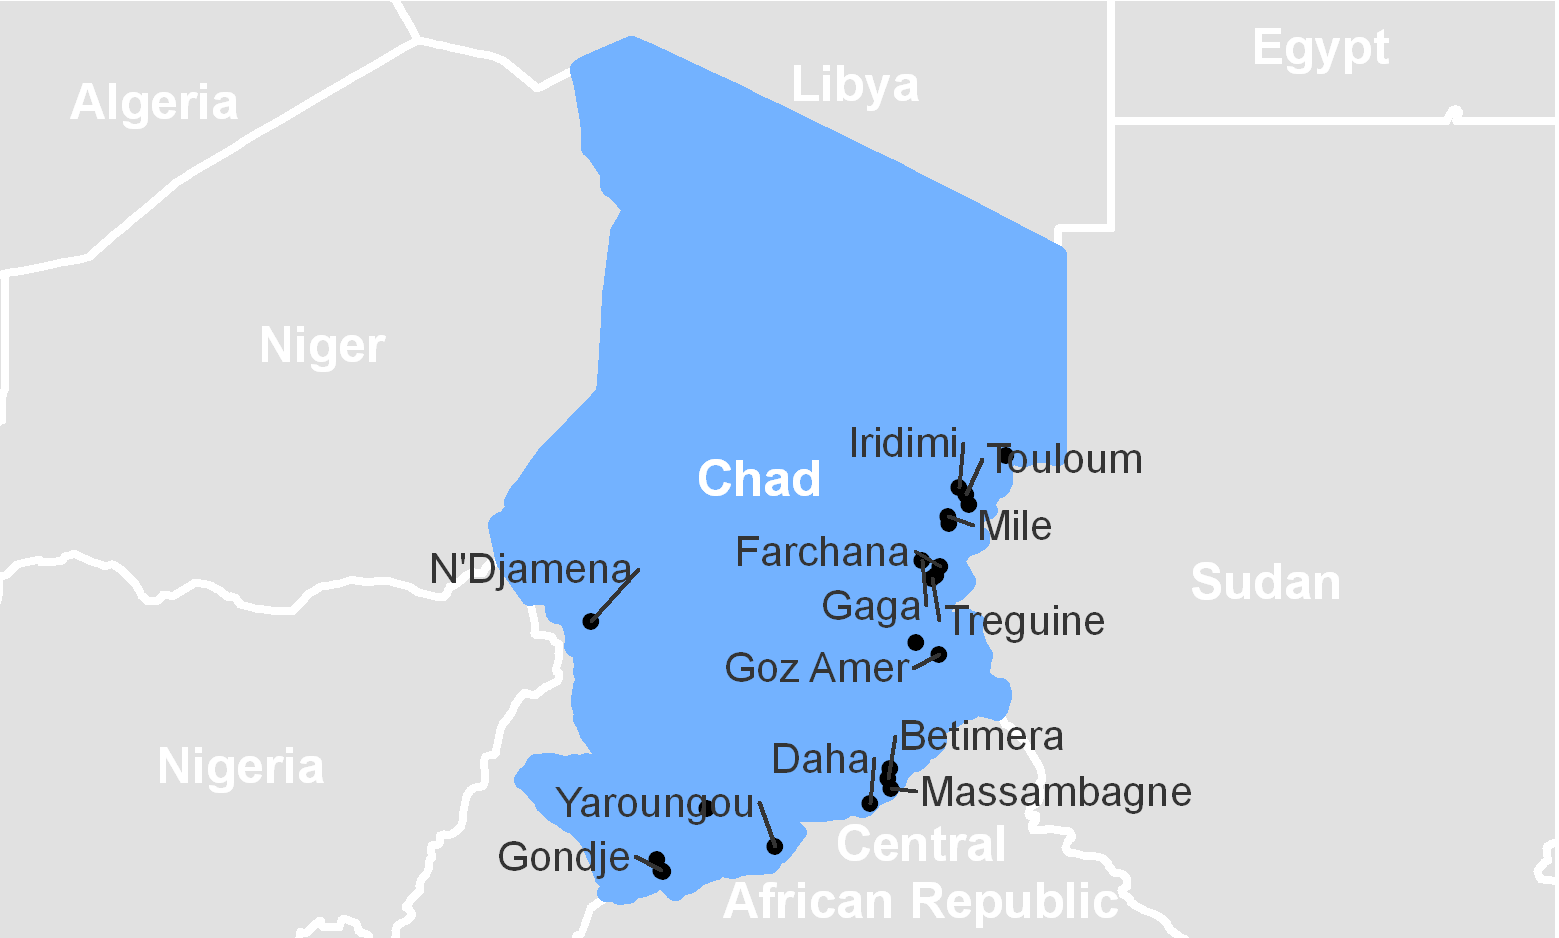 Egypt
Libya
Algeria
Niger
Iridimi
Touloum
Chad
Mile
Farchana
N'Djamena
Sudan
Gaga
Treguine
Goz Amer
Betimera
Daha
Nigeria
Massambagne
Yaroungou
Central
African Republic
Gondje